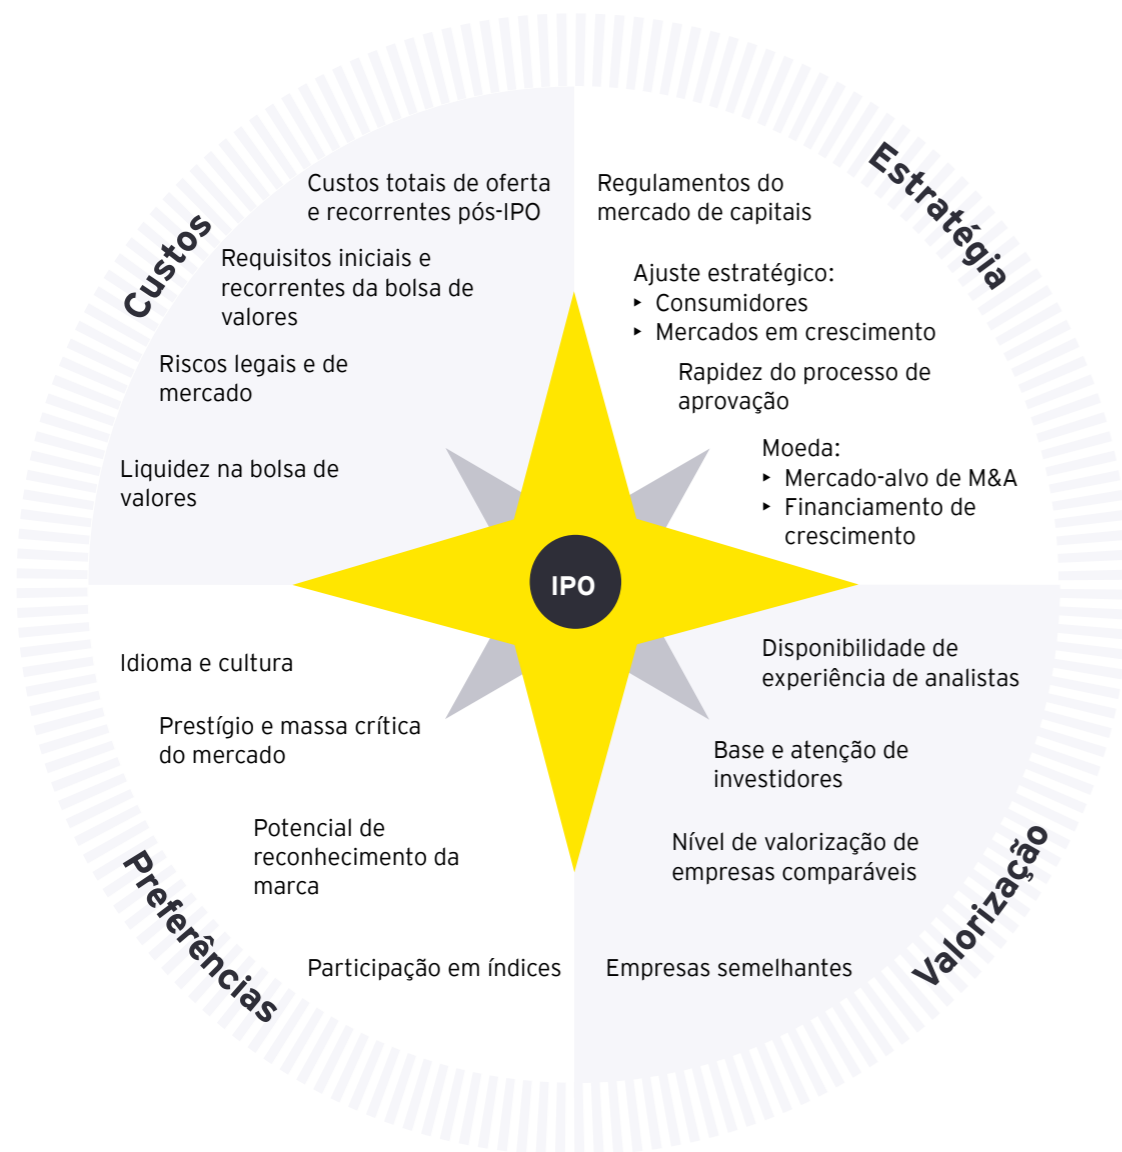 Custos
Custos totais de oferta
e recorrentes pós-IPO
Requisitos iniciais e
recorrentes da bolsa de
valores
Riscos legais e de
mercado
Liquidez na bolsa de
valores
Estratégia
Regulamentos do
mercado de capitais
Ajuste estratégico:
‣ Consumidores
‣ Mercados em crescimento
Rapidez do processo de
aprovação
Moeda:
‣ Mercado-alvo de M&A
‣ Financiamento de
crescimento
IPO
Preferências
Idioma e cultura
Prestígio e massa crítica
do mercado
Potencial de
reconhecimento da
marca
Participação em índices
Valorização
Disponibilidade de
experiência de analistas
Base e atenção de
investidores
Nível de valorização de
empresas comparáveis
Empresas semelhantes